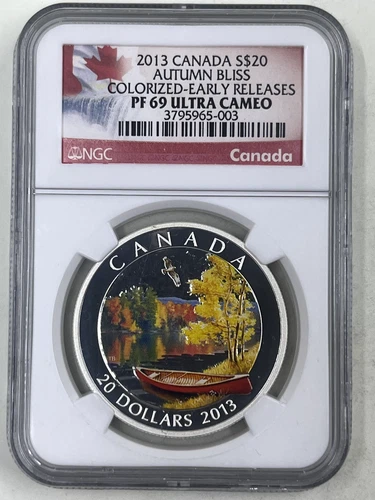 2013 CANADA S$20
AUTUMN BLISS
COLORIZED-EARLY RELEASES
PF 69 ULTRA CAMEO
3795965-003
NGC Canada
CANADA
20 DOLLARS 2013